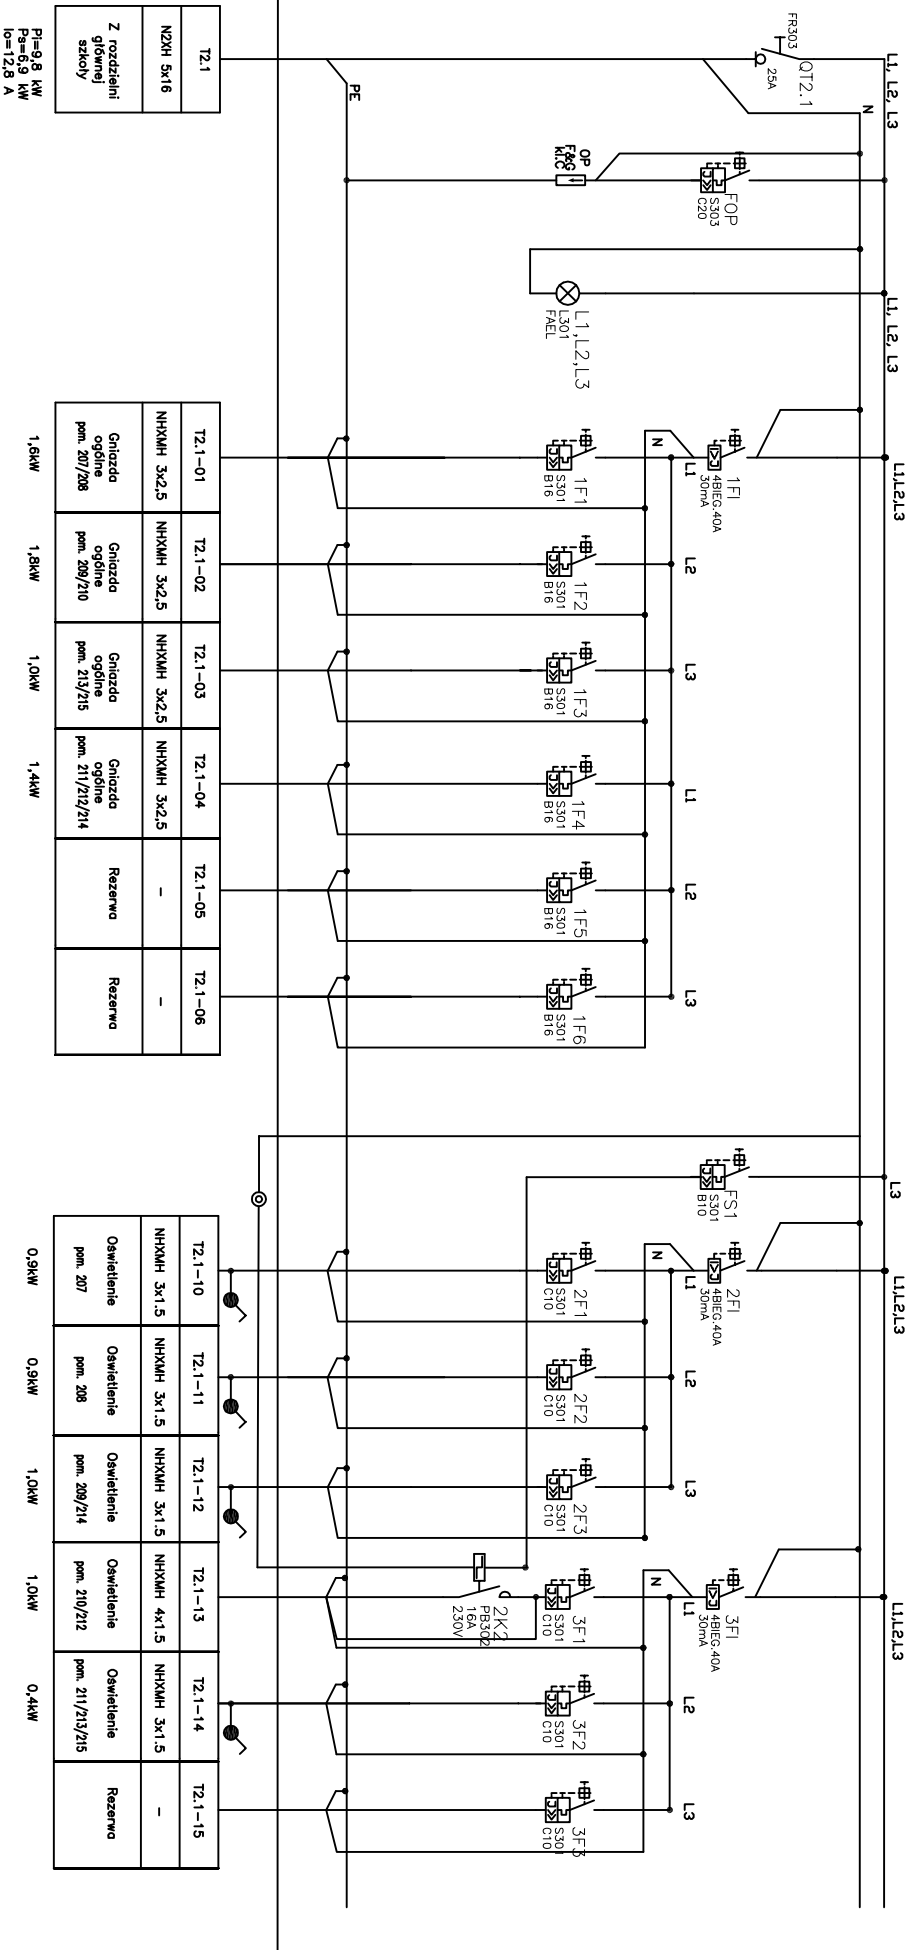 L1, L2, L3
N
FR303
QT2.1
25A
PE
T2.1
N2XH 5x16
Z rozdzielni
głównej
szkoły
Pi=9,8 kW
Ps=6,9 kW
Io=12,8 A
FOP
S303
C20
OP
F&G
kl.C
L1, L2, L3
L1,L2,L3
L301
FAEL
L1,L2,L3
1FI
4BIEG.40A
30mA
N
L1
L2
L3
L1
L2
L3
1F1
S301
B16
1F2
S301
B16
1F3
S301
B16
1F4
S301
B16
1F5
S301
B16
1F6
S301
B16
T2.1-01
NHXMH 3x2,5
Gniazda
ogólne
pom. 207/208
1,6kW
T2.1-02
NHXMH 3x2,5
Gniazda
ogólne
pom. 209/210
1,8kW
T2.1-03
NHXMH 3x2,5
Gniazda
ogólne
pom. 213/215
1,0kW
T2.1-04
NHXMH 3x2,5
Gniazda
ogólne
pom. 211/212/214
1,4kW
T2.1-05
-
Rezerwa
T2.1-06
-
Rezerwa
L3
FS1
S301
B10
L1,L2,L3
2FI
4BIEG.40A
30mA
N
L1
L2
L3
2F1
S301
C10
2F2
S301
C10
2F3
S301
C10
L1,L2,L3
3FI
4BIEG.40A
30mA
N
L1
L2
L3
3F1
S301
C10
2K2
PB302
16A
230V
3F2
S301
C10
3F3
S301
C10
T2.1-10
NHXMH 3x1.5
Oświetlenie
pom. 207
0,9kW
T2.1-11
NHXMH 3x1.5
Oświetlenie
pom. 208
0,9kW
T2.1-12
NHXMH 3x1.5
Oświetlenie
pom. 209/214
1,0kW
T2.1-13
NHXMH 4x1.5
Oświetlenie
pom. 210/212
1,0kW
T2.1-14
NHXMH 3x1.5
Oświetlenie
pom. 211/213/215
0,4kW
T2.1-15
-
Rezerwa